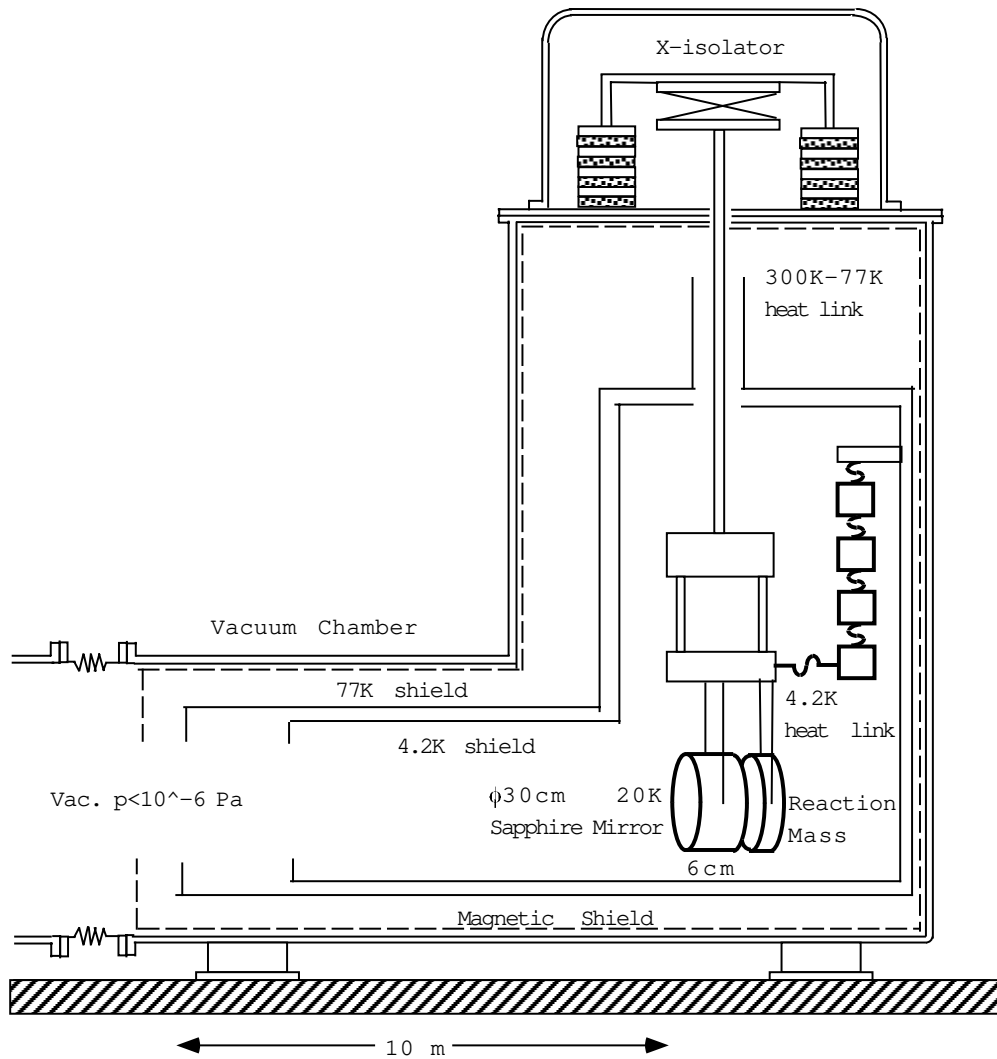 X-isolator
300K-77K
heat link
Vacuum Chamber
77K shield
4.2K shield
4.2K
heat link
Vac. p<10^-6 Pa
ϕ30cm 20K
Sapphire Mirror
Reaction
Mass
6cm
Magnetic Shield
10 m